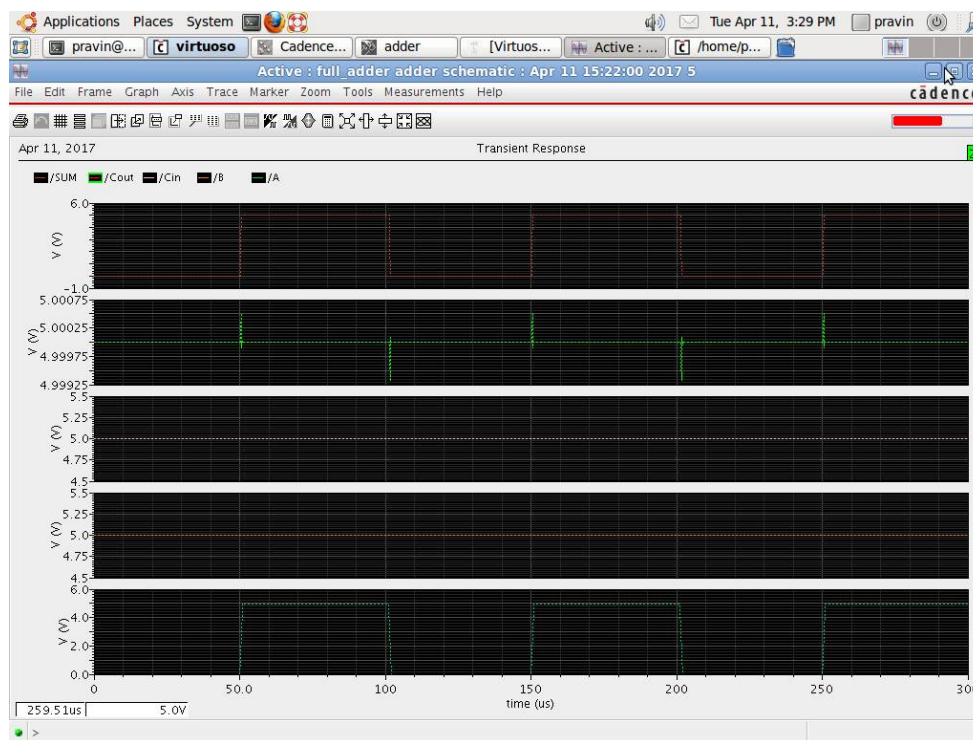 Applications Places System Tue Apr 11, 3:29 PM pravin
pravin@... virtuoso Cadence... adder [Virtuos... Active : ... /home/p...
Active : full_adder adder schematic : Apr 11 15:22:00 2017 5
File Edit Frame Graph Axis Trace Marker Zoom Tools Measurements Help
cādence
Apr 11, 2017 Transient Response
/SUM /Cout /Cin /B /A
6.0
V (V)
-1.0
5.00075
5.00025
V (V)
4.99975
4.99925
5.5
5.25
V (V)
5.0
4.75
4.5
5.5
5.25
V (V)
5.0
4.75
4.5
6.0
4.0
V (V)
2.0
0.0
0 50.0 100 150 200 250 30
time (us)
259.51us 5.0V
>